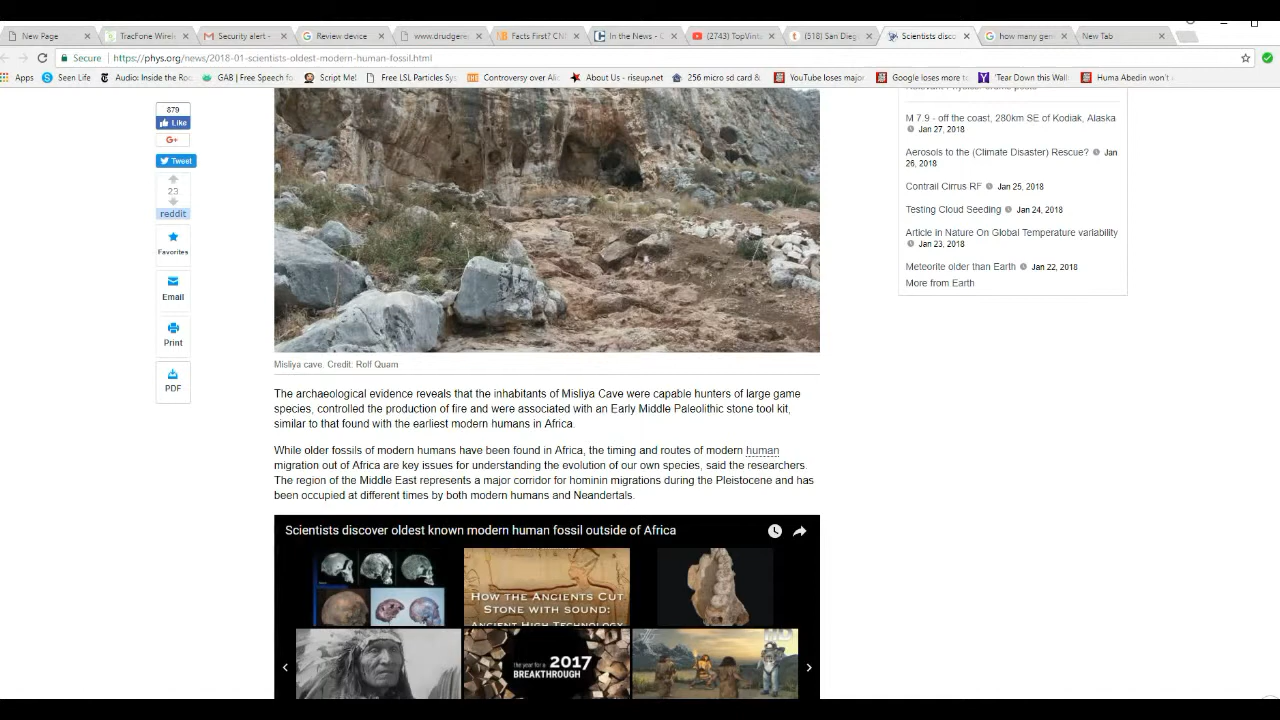 New Page
TracFone Wirele
Security alert -
Review device
www.drudgere
Facts First? CN
In the News - C
(2743) TopVinta
(518) San Dieg
Scientists disco
how many gen
New Tab
Secure
https://phys.org/news/2018-01-scientists-oldest-modern-human-fossil.html
Apps
Seen Life
Audio: Inside the Ro
GAB | Free Speech fo
Script Me!
Free LSL Particles Sys
Controversy over Ali
About Us - riseup.net
256 micro sd card &
YouTube loses major
Google loses more t
'Tear Down this Wall
Huma Abedin won't
M 7.9 - off the coast, 280km SE of Kodiak, Alaska
Jan 27, 2018
Aerosols to the (Climate Disaster) Rescue? Jan
26, 2018
Contrail Cirrus RF Jan 25, 2018
Testing Cloud Seeding Jan 24, 2018
Article in Nature On Global Temperature variability
Jan 23, 2018
Meteorite older than Earth Jan 22, 2018
More from Earth
879
Like
G+
Tweet
23
reddit
Favorites
Email
Print
PDF
Misliya cave. Credit: Rolf Quam
The archaeological evidence reveals that the inhabitants of Misliya Cave were capable hunters of large game
species, controlled the production of fire and were associated with an Early Middle Paleolithic stone tool kit,
similar to that found with the earliest modern humans in Africa.
While older fossils of modern humans have been found in Africa, the timing and routes of modern human
migration out of Africa are key issues for understanding the evolution of our own species, said the researchers.
The region of the Middle East represents a major corridor for hominin migrations during the Pleistocene and has
been occupied at different times by both modern humans and Neandertals.
Scientists discover oldest known modern human fossil outside of Africa
HOW THE ANCIENTS CUT
STONE WITH SOUND:
ANCIENT HIGH TECHNOLOGY
the year for a 2017
BREAKTHROUGH
HD